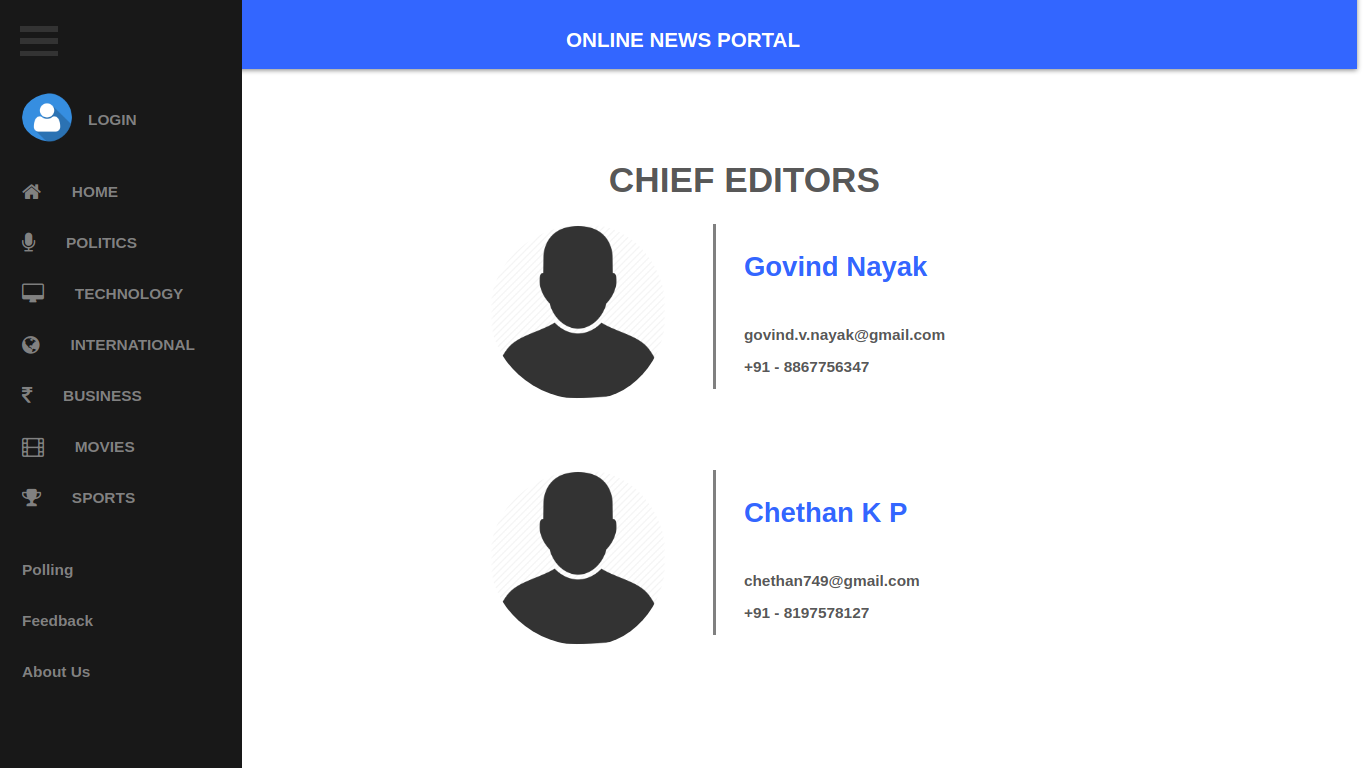 ONLINE NEWS PORTAL
LOGIN
HOME
POLITICS
TECHNOLOGY
INTERNATIONAL
BUSINESS
MOVIES
SPORTS
Polling
Feedback
About Us
CHIEF EDITORS
Govind Nayak
govind.v.nayak@gmail.com
+91 - 8867756347
Chethan K P
chethan749@gmail.com
+91 - 8197578127